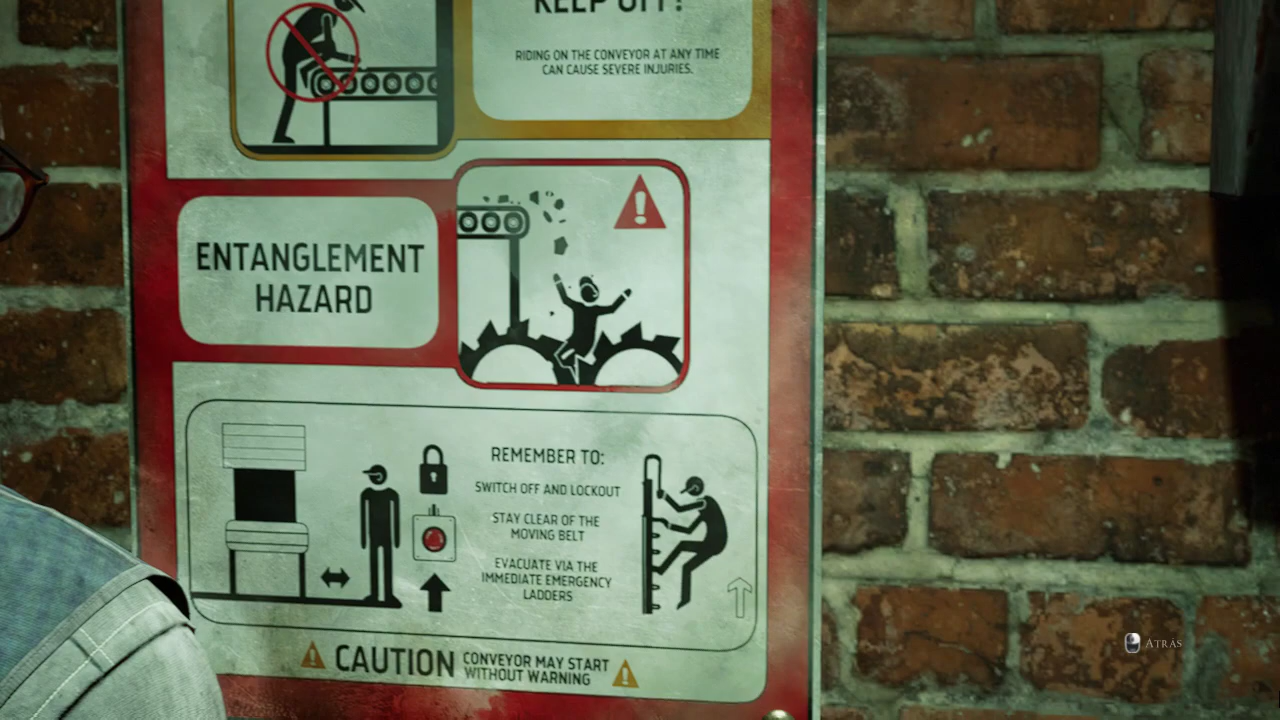 KEEP OFF!
RIDING ON THE CONVEYOR AT ANY TIME
CAN CAUSE SEVERE INJURIES.
ENTANGLEMENT
HAZARD
REMEMBER TO:
SWITCH OFF AND LOCKOUT
STAY CLEAR OF THE
MOVING BELT
EVACUATE VIA THE
IMMEDIATE EMERGENCY
LADDERS
CAUTION
CONVEYOR MAY START
WITHOUT WARNING
ATRÁS